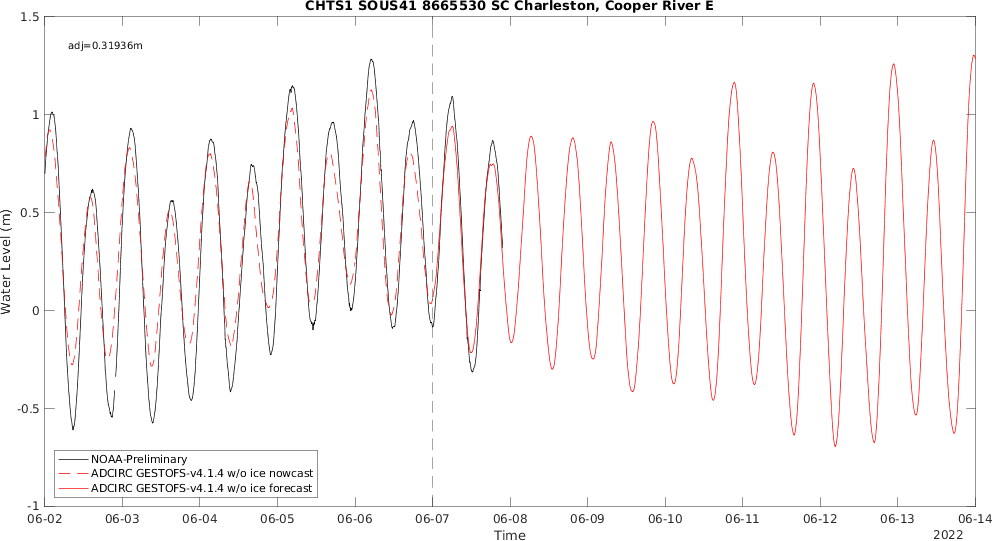 CHTS1 SOUS41 8665530 SC Charleston, Cooper River E
adj=0.31936m
Water Level (m)
1.5
1
0.5
0
-0.5
-1
NOAA-Preliminary
ADCIRC GESTOFS-v4.1.4 w/o ice nowcast
ADCIRC GESTOFS-v4.1.4 w/o ice forecast
06-02 06-03 06-04 06-05 06-06 06-07 06-08 06-09 06-10 06-11 06-12 06-13 06-14
Time
2022